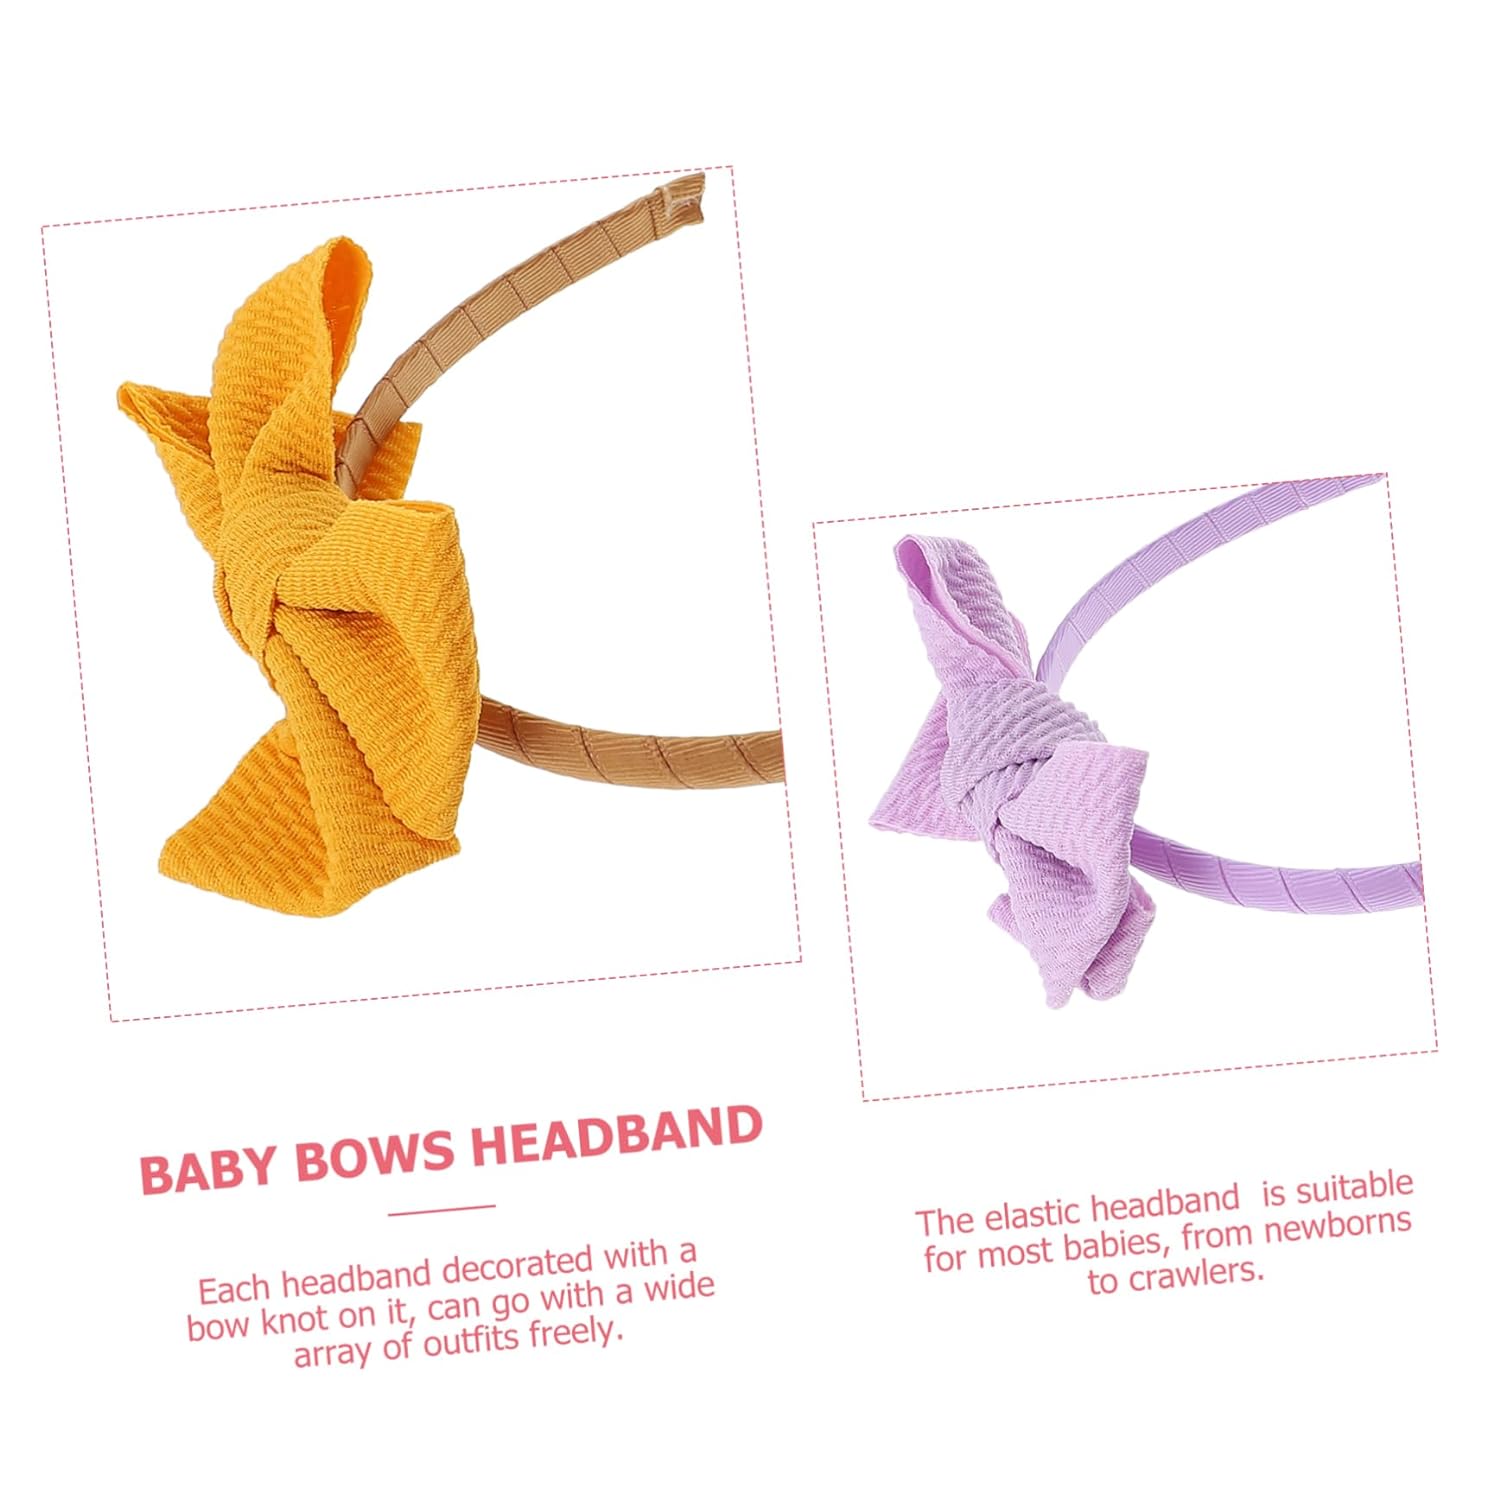 BABY BOWS HEADBAND
Each headband decorated with a
bow knot on it, can go with a wide
array of outfits freely.
The elastic headband  is suitable
for most babies, from newborns
to crawlers.